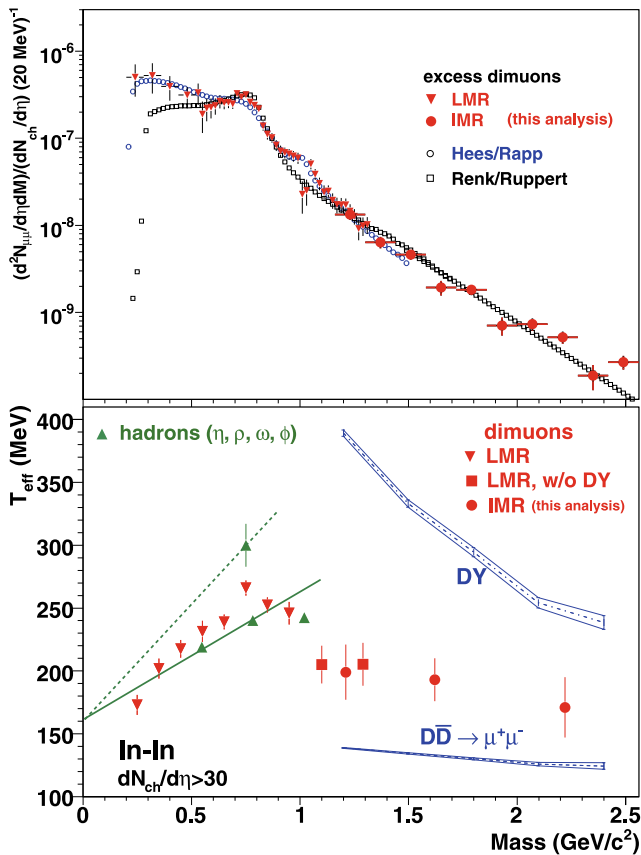 (d²N_μμ/dηdM)/(dN_ch/dη) (20 MeV)⁻¹
10⁻⁶
10⁻⁷
10⁻⁸
10⁻⁹
excess dimuons
LMR
IMR (this analysis)
Hees/Rapp
Renk/Ruppert
T_eff (MeV)
400
350
300
250
200
150
100
hadrons (η, ρ, ω, φ)
dimuons
LMR
LMR, w/o DY
IMR (this analysis)
DY
DD̅ → μ⁺μ⁻
In-In
dN_ch/dη>30
0 0.5 1 1.5 2 2.5
Mass (GeV/c²)